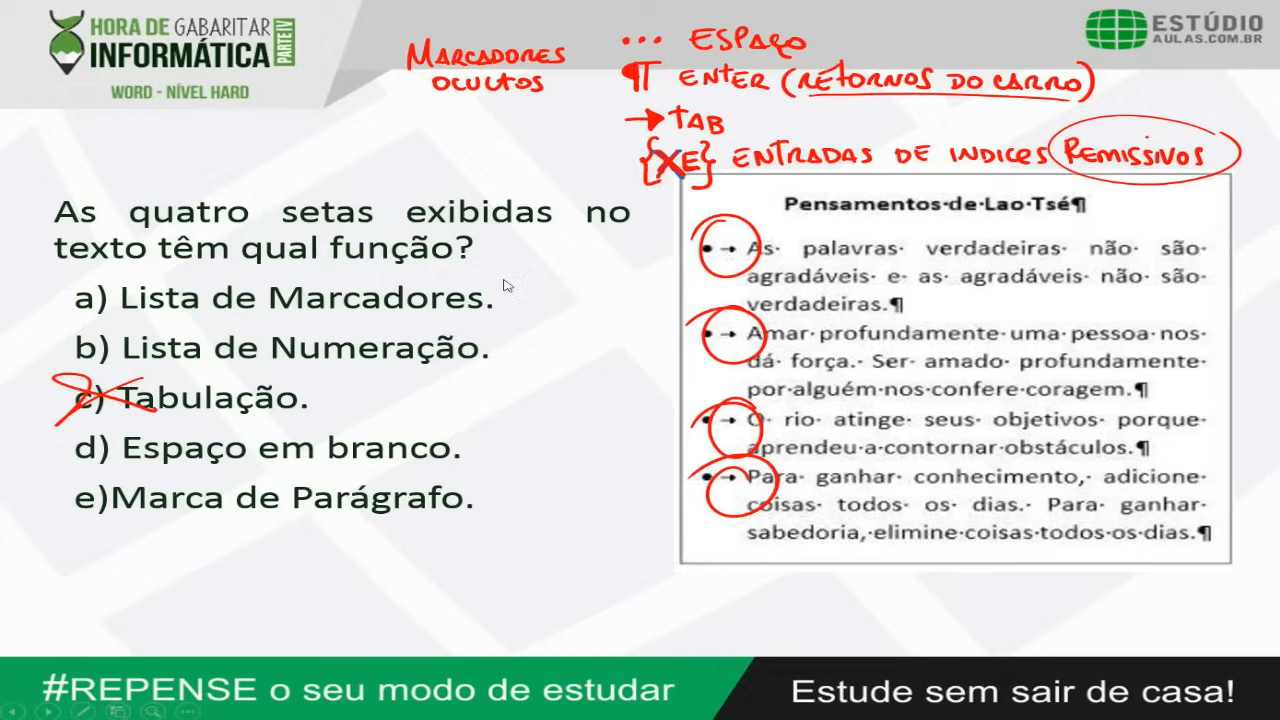 HORA DE GABARITAR
INFORMÁTICA
PARTE IV
WORD - NÍVEL HARD
MARCADORES
OCULTOS
... ESPAÇO
¶ ENTER (RETORNOS DO CARRO)
→ TAB
{XE} ENTRADAS DE INDICES REMISSIVOS
ESTÚDIO
AULAS.COM.BR
As quatro setas exibidas no
texto têm qual função?
a) Lista de Marcadores.
b) Lista de Numeração.
c) Tabulação.
d) Espaço em branco.
e)Marca de Parágrafo.
Pensamentos·de·Lao·Tsé¶
•→As· palavras· verdadeiras· não· são·
agradáveis· e· as· agradáveis· não· são·
verdadeiras.¶
•→Amar·profundamente·uma·pessoa·nos·
dá· força.· Ser· amado· profundamente·
por·alguém·nos·confere·coragem.¶
•→O· rio· atinge· seus· objetivos· porque·
aprendeu·a·contornar·obstáculos.¶
•→Para· ganhar· conhecimento,· adicione·
coisas· todos· os· dias.· Para· ganhar·
sabedoria,·elimine·coisas·todos·os·dias.¶
#REPENSE o seu modo de estudar
Estude sem sair de casa!